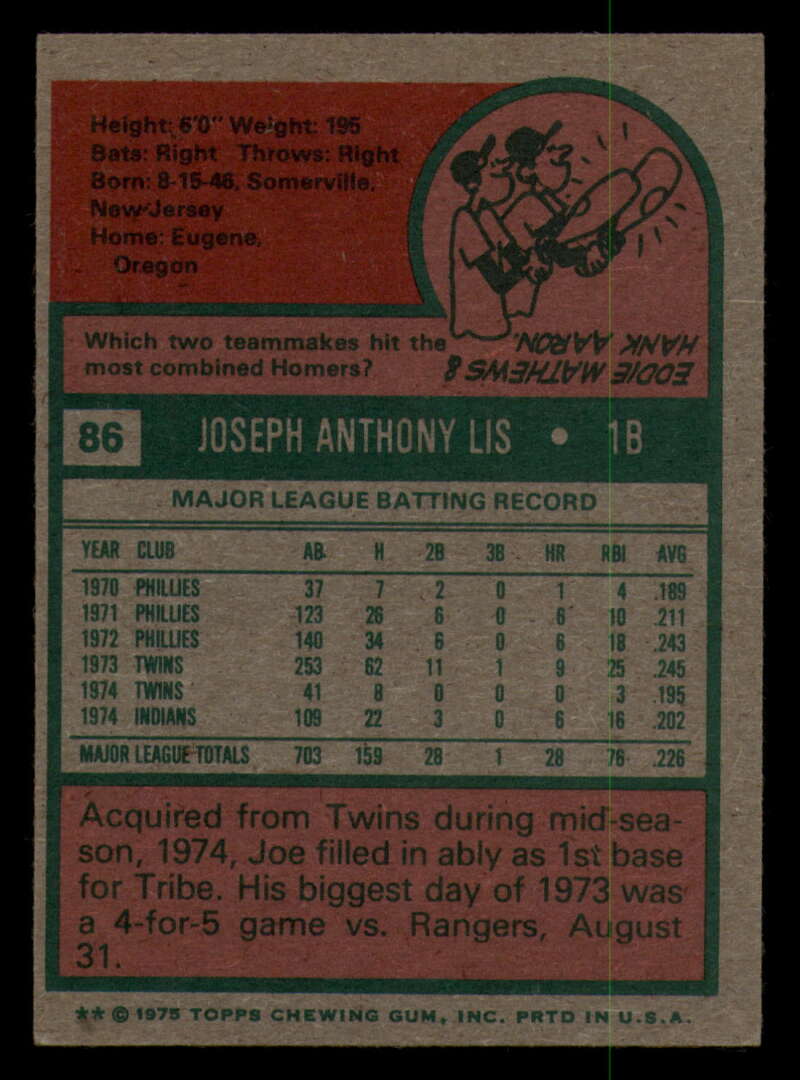 Height: 6'0" Weight: 195
Bats: Right Throws: Right
Born: 8-15-46, Somerville,
New Jersey
Home: Eugene,
Oregon
Which two teammakes hit the
most combined Homers?
EDDIE MATHEWS &
HANK AARON.
86 JOSEPH ANTHONY LIS • 1B
MAJOR LEAGUE BATTING RECORD
YEAR CLUB AB H 2B 3B HR RBI AVG
1970 PHILLIES 37 7 2 0 1 4 .189
1971 PHILLIES 123 26 6 0 6 10 .211
1972 PHILLIES 140 34 6 0 6 18 .243
1973 TWINS 253 62 11 1 9 25 .245
1974 TWINS 41 8 0 0 0 3 .195
1974 INDIANS 109 22 3 0 6 16 .202
MAJOR LEAGUE TOTALS 703 159 28 1 28 76 .226
Acquired from Twins during mid-sea-
son, 1974, Joe filled in ably as 1st base
for Tribe. His biggest day of 1973 was
a 4-for-5 game vs. Rangers, August
31.
** © 1975 TOPPS CHEWING GUM, INC. PRTD IN U.S.A.